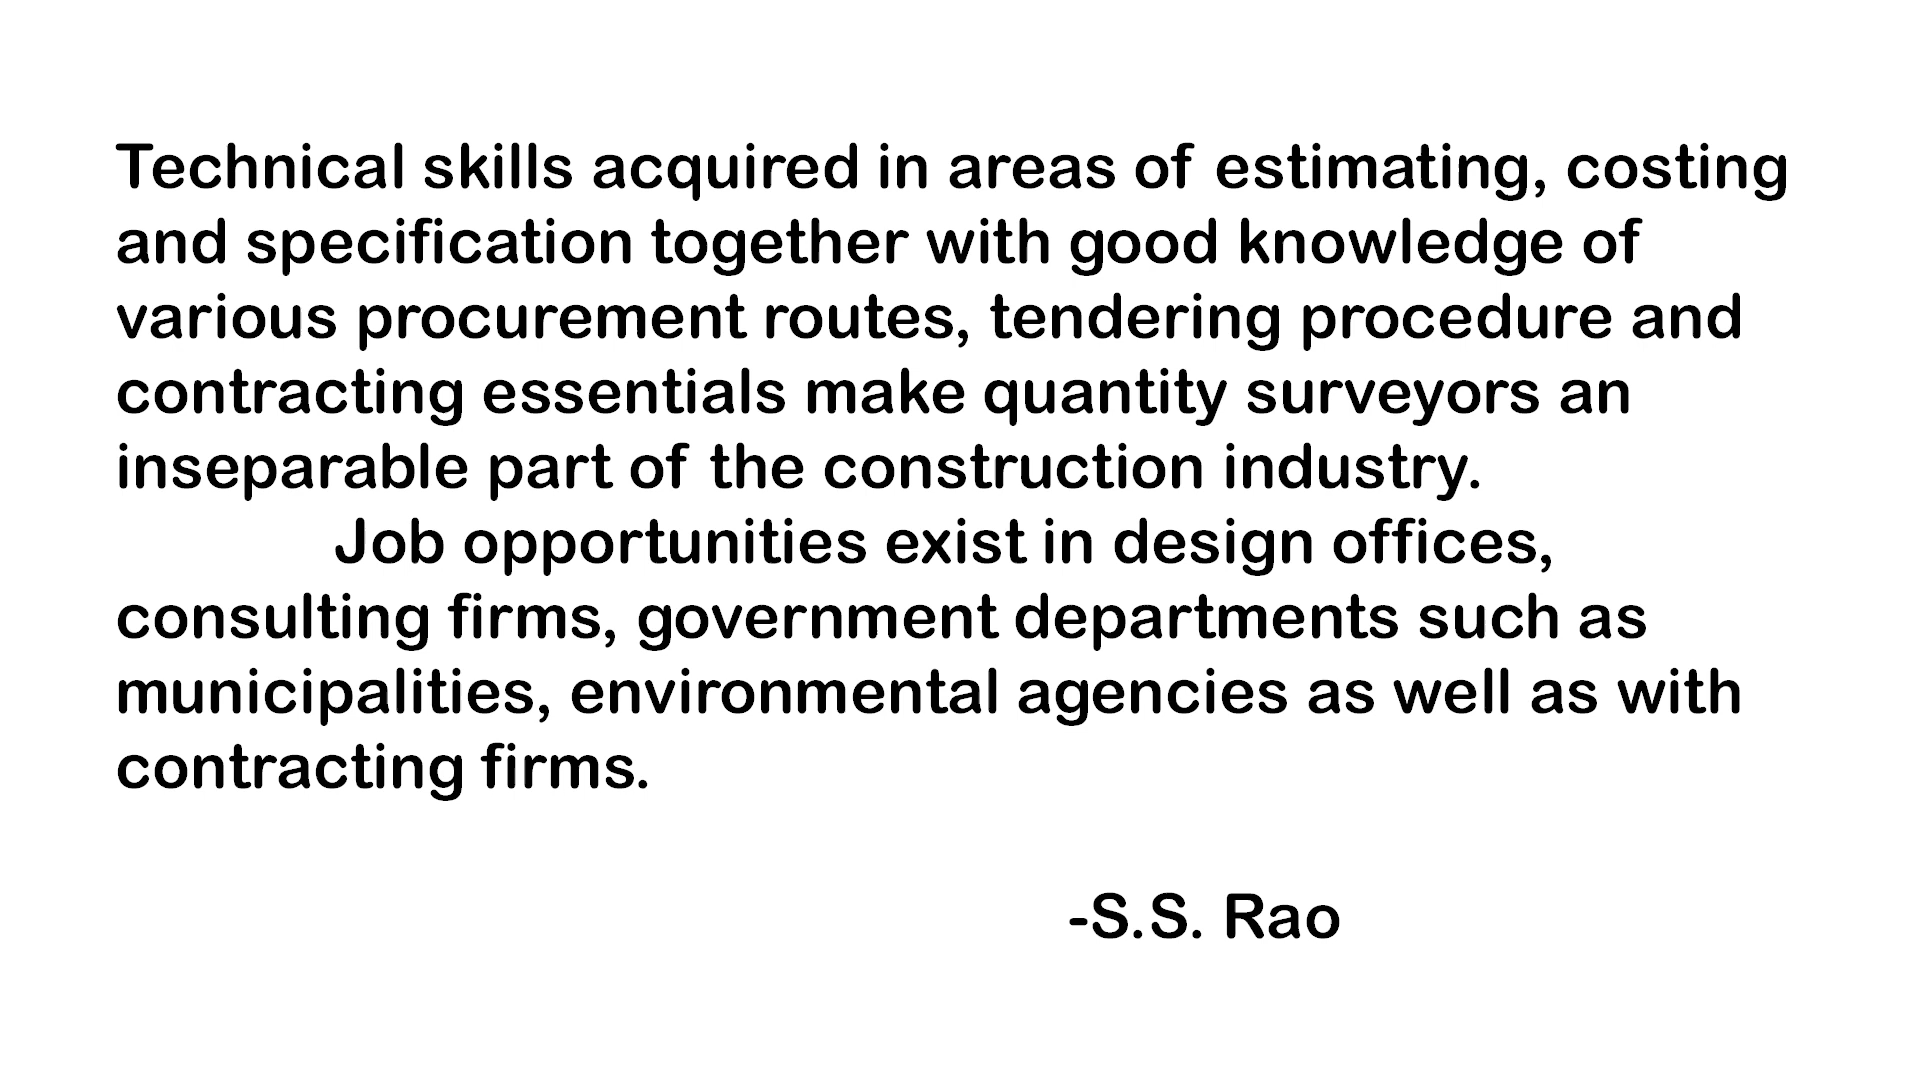 Technical skills acquired in areas of estimating, costing
and specification together with good knowledge of
various procurement routes, tendering procedure and
contracting essentials make quantity surveyors an
inseparable part of the construction industry.
Job opportunities exist in design offices,
consulting firms, government departments such as
municipalities, environmental agencies as well as with
contracting firms.
-S.S. Rao